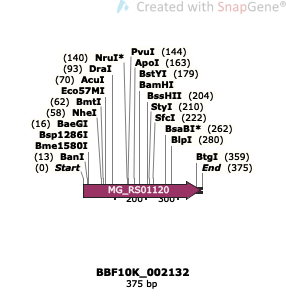 Created with SnapGene®
PvuI (144)
(140) NruI* ApoI (163)
(93) DraI BstYI (179)
(70) AcuI BamHI
Eco57MI BssHII (204)
(62) BmtI StyI (210)
(58) NheI SfcI (222)
(16) BaeGI BsaBI* (262)
Bsp1286I BlpI (280)
Bme1580I
(13) BanI BtgI (359)
(0) Start End (375)
MG_RS01120
200 300
BBF10K_002132
375 bp